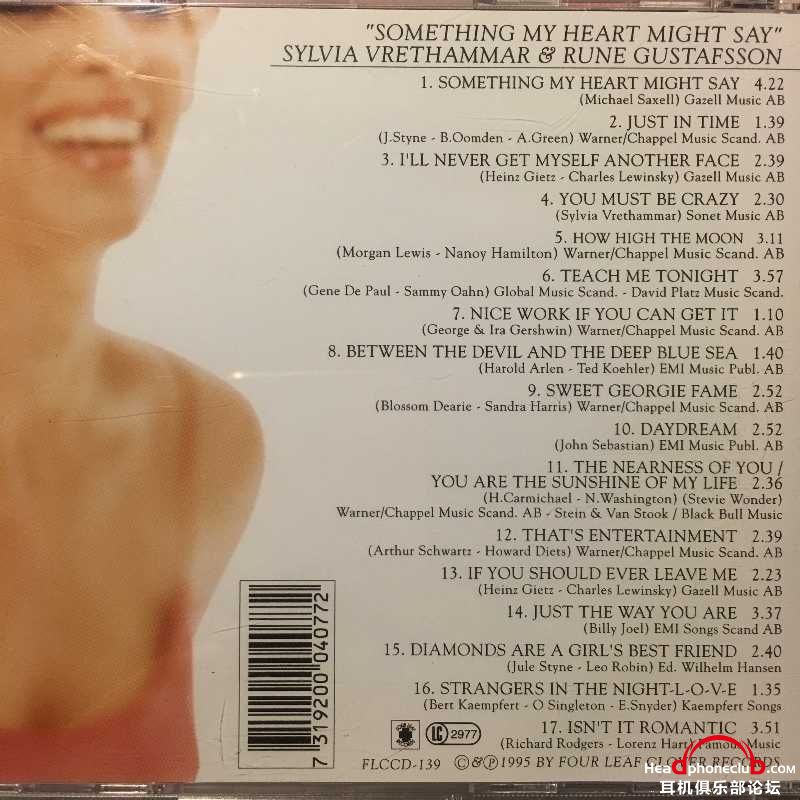 "SOMETHING MY HEART MIGHT SAY"
SYLVIA VRETHAMMAR & RUNE GUSTAFSSON
1. SOMETHING MY HEART MIGHT SAY 4.22
(Michael Saxell) Gazell Music AB
2. JUST IN TIME 1.39
(J.Styne - B.Oomden - A.Green) Warner/Chappel Music Scand. AB
3. I'LL NEVER GET MYSELF ANOTHER FACE 2.39
(Heinz Gietz - Charles Lewinsky) Gazell Music AB
4. YOU MUST BE CRAZY 2.30
(Sylvia Vrethammar) Sonet Music AB
5. HOW HIGH THE MOON 3.11
(Morgan Lewis - Nanoy Hamilton) Warner/Chappel Music Scand. AB
6. TEACH ME TONIGHT 3.57
(Gene De Paul - Sammy Oahn) Global Music Scand. - David Platz Music Scand.
7. NICE WORK IF YOU CAN GET IT 1.10
(George & Ira Gershwin) Warner/Chappel Music Scand. AB
8. BETWEEN THE DEVIL AND THE DEEP BLUE SEA 1.40
(Harold Arlen - Ted Koehler) EMI Music Publ. AB
9. SWEET GEORGIE FAME 2.52
(Blossom Dearie - Sandra Harris) Warner/Chappel Music Scand. AB
10. DAYDREAM 2.52
(John Sebastian) EMI Music Publ. AB
11. THE NEARNESS OF YOU /
YOU ARE THE SUNSHINE OF MY LIFE 2.36
(H.Carmichael - N.Washington) (Stevie Wonder)
Warner/Chappel Music Scand. AB - Stein & Van Stook / Black Bull Music
12. THAT'S ENTERTAINMENT 2.39
(Arthur Schwartz - Howard Diets) Warner/Chappel Music Scand. AB
13. IF YOU SHOULD EVER LEAVE ME 2.23
(Heinz Gietz - Charles Lewinsky) Gazell Music AB
14. JUST THE WAY YOU ARE 3.37
(Billy Joel) EMI Songs Scand AB
15. DIAMONDS ARE A GIRL'S BEST FRIEND 2.40
(Jule Styne - Leo Robin) Ed. Wilhelm Hansen
16. STRANGERS IN THE NIGHT-L-O-V-E 1.35
(Bert Kaempfert - O Singleton - E.Snyder) Kaempfert Songs
17. ISN'T IT ROMANTIC 3.51
(Richard Rodgers - Lorenz Hart) Famous Music
7 319200 040772
LC 2977
FLCCD-139 ©&℗1995 BY FOUR LEAF CLOVER RECORDS
HeadphoneClub.com
耳机俱乐部论坛